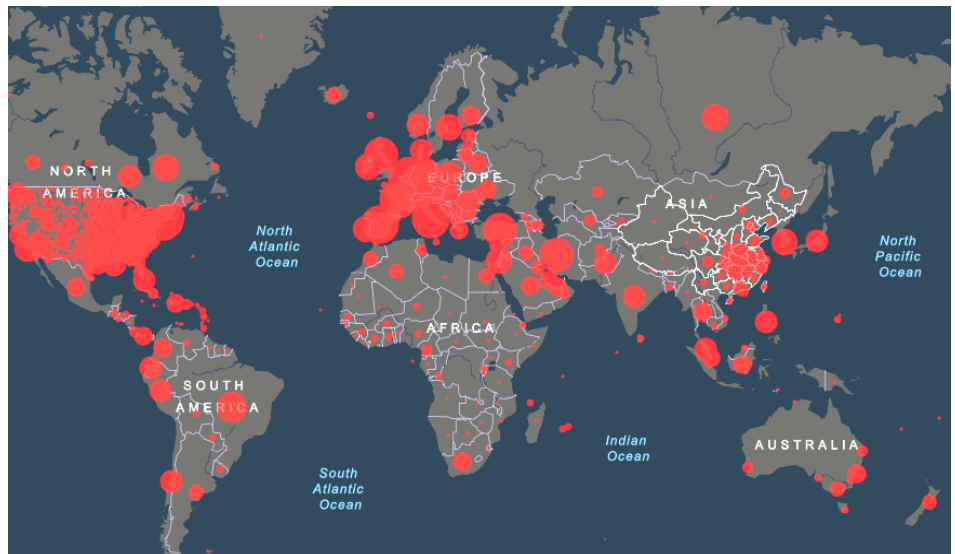 NORTH
AMERICA
EUROPE
ASIA
North
Atlantic
Ocean
North
Pacific
Ocean
AFRICA
SOUTH
AMERICA
Indian
Ocean
AUSTRALIA
South
Atlantic
Ocean